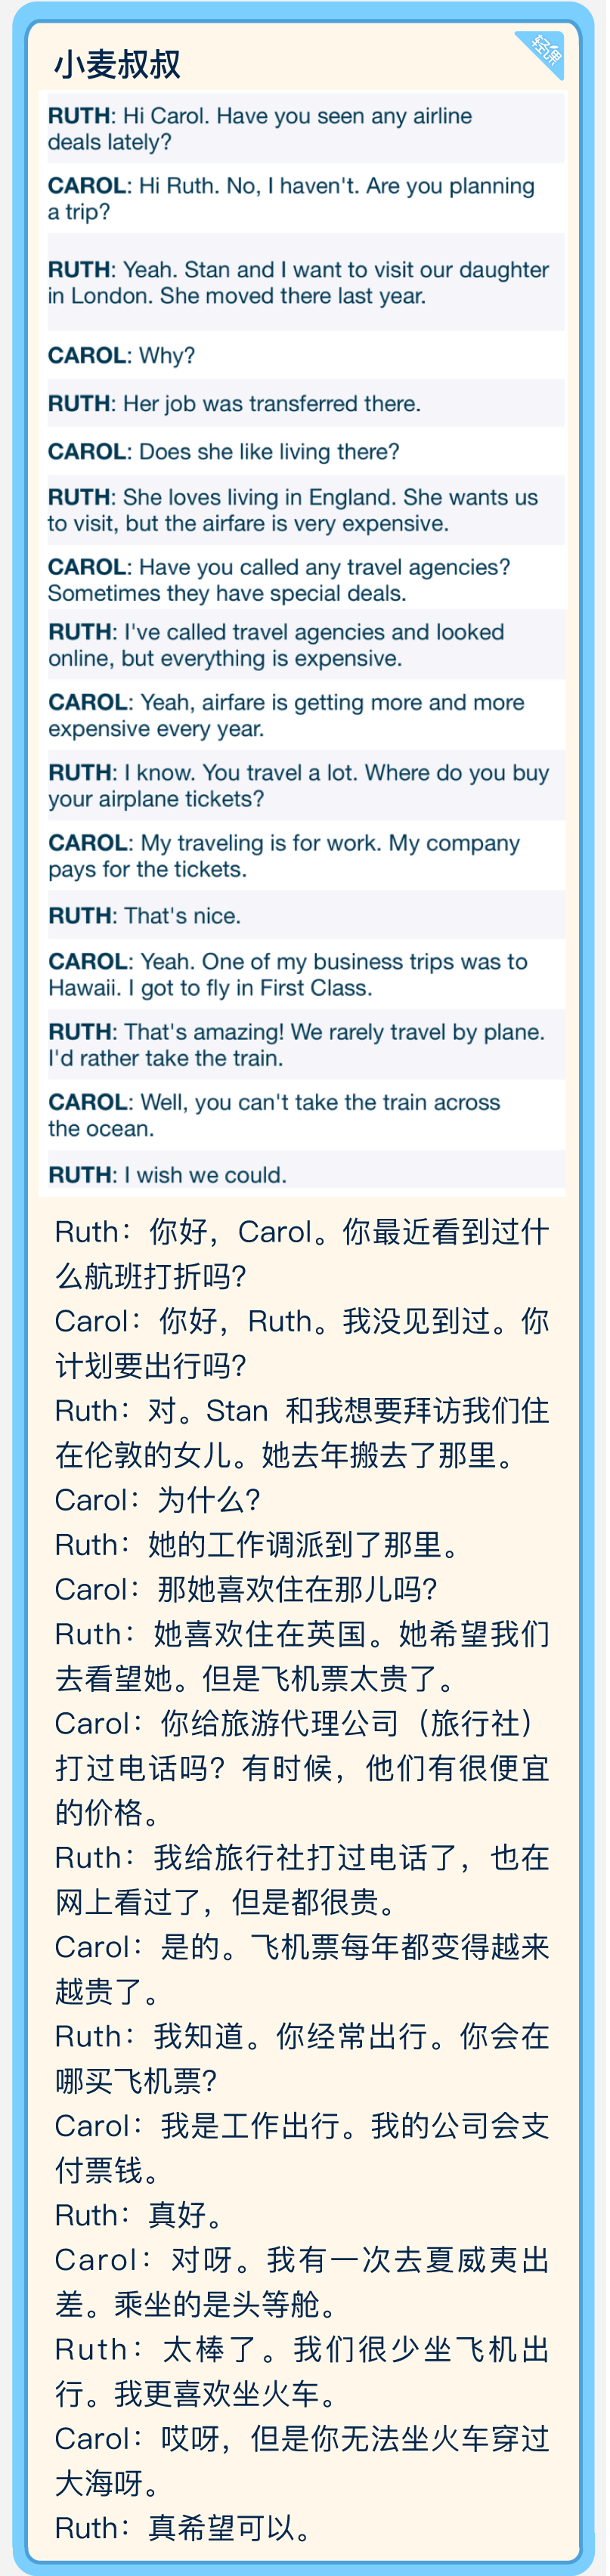 小麦叔叔
轻课
RUTH: Hi Carol. Have you seen any airline
deals lately?
CAROL: Hi Ruth. No, I haven't. Are you planning
a trip?
RUTH: Yeah. Stan and I want to visit our daughter
in London. She moved there last year.
CAROL: Why?
RUTH: Her job was transferred there.
CAROL: Does she like living there?
RUTH: She loves living in England. She wants us
to visit, but the airfare is very expensive.
CAROL: Have you called any travel agencies?
Sometimes they have special deals.
RUTH: I've called travel agencies and looked
online, but everything is expensive.
CAROL: Yeah, airfare is getting more and more
expensive every year.
RUTH: I know. You travel a lot. Where do you buy
your airplane tickets?
CAROL: My traveling is for work. My company
pays for the tickets.
RUTH: That's nice.
CAROL: Yeah. One of my business trips was to
Hawaii. I got to fly in First Class.
RUTH: That's amazing! We rarely travel by plane.
I'd rather take the train.
CAROL: Well, you can't take the train across
the ocean.
RUTH: I wish we could.
Ruth：你好，Carol。你最近看到过什
么航班打折吗？
Carol：你好，Ruth。我没见到过。你
计划要出行吗？
Ruth：对。Stan 和我想要拜访我们住
在伦敦的女儿。她去年搬去了那里。
Carol：为什么？
Ruth：她的工作调派到了那里。
Carol：那她喜欢住在那儿吗？
Ruth：她喜欢住在英国。她希望我们
去看望她。但是飞机票太贵了。
Carol：你给旅游代理公司（旅行社）
打过电话吗？有时候，他们有很便宜
的价格。
Ruth：我给旅行社打过电话了，也在
网上看过了，但是都很贵。
Carol：是的。飞机票每年都变得越来
越贵了。
Ruth：我知道。你经常出行。你会在
哪买飞机票？
Carol：我是工作出行。我的公司会支
付票钱。
Ruth：真好。
Carol：对呀。我有一次去夏威夷出
差。乘坐的是头等舱。
Ruth：太棒了。我们很少坐飞机出
行。我更喜欢坐火车。
Carol：哎呀，但是你无法坐火车穿过
大海呀。
Ruth：真希望可以。